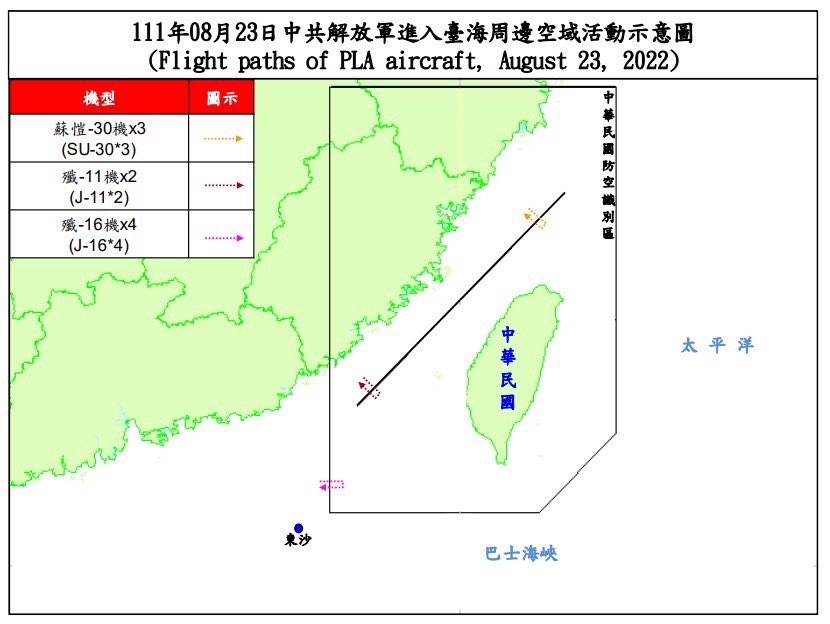 111年08月23日中共解放軍進入臺海周邊空域活動示意圖
(Flight paths of PLA aircraft, August 23, 2022)
機型 圖示
蘇愷-30機x3
(SU-30*3)
殲-11機x2
(J-11*2)
殲-16機x4
(J-16*4)
中華民國防空識別區
中華民國
太平洋
東沙
巴士海峽